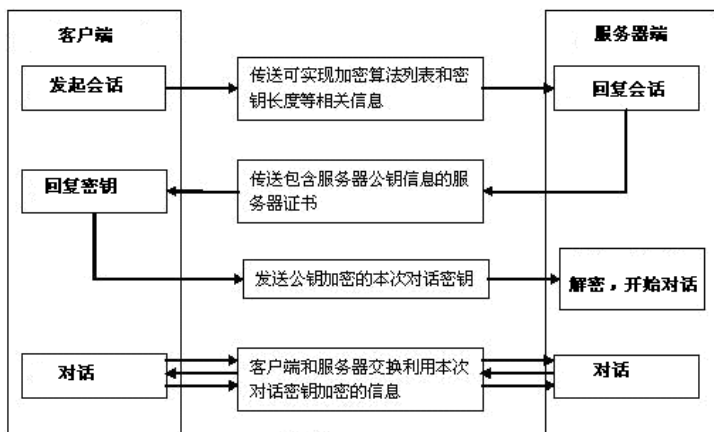 客户端
服务器端
发起会话
传送可实现加密算法列表和密
钥长度等相关信息
回复会话
回复密钥
传送包含服务器公钥信息的服
务器证书
发送公钥加密的本次对话密钥
解密，开始对话
对话
客户端和服务器交换利用本次
对话密钥加密的信息
对话